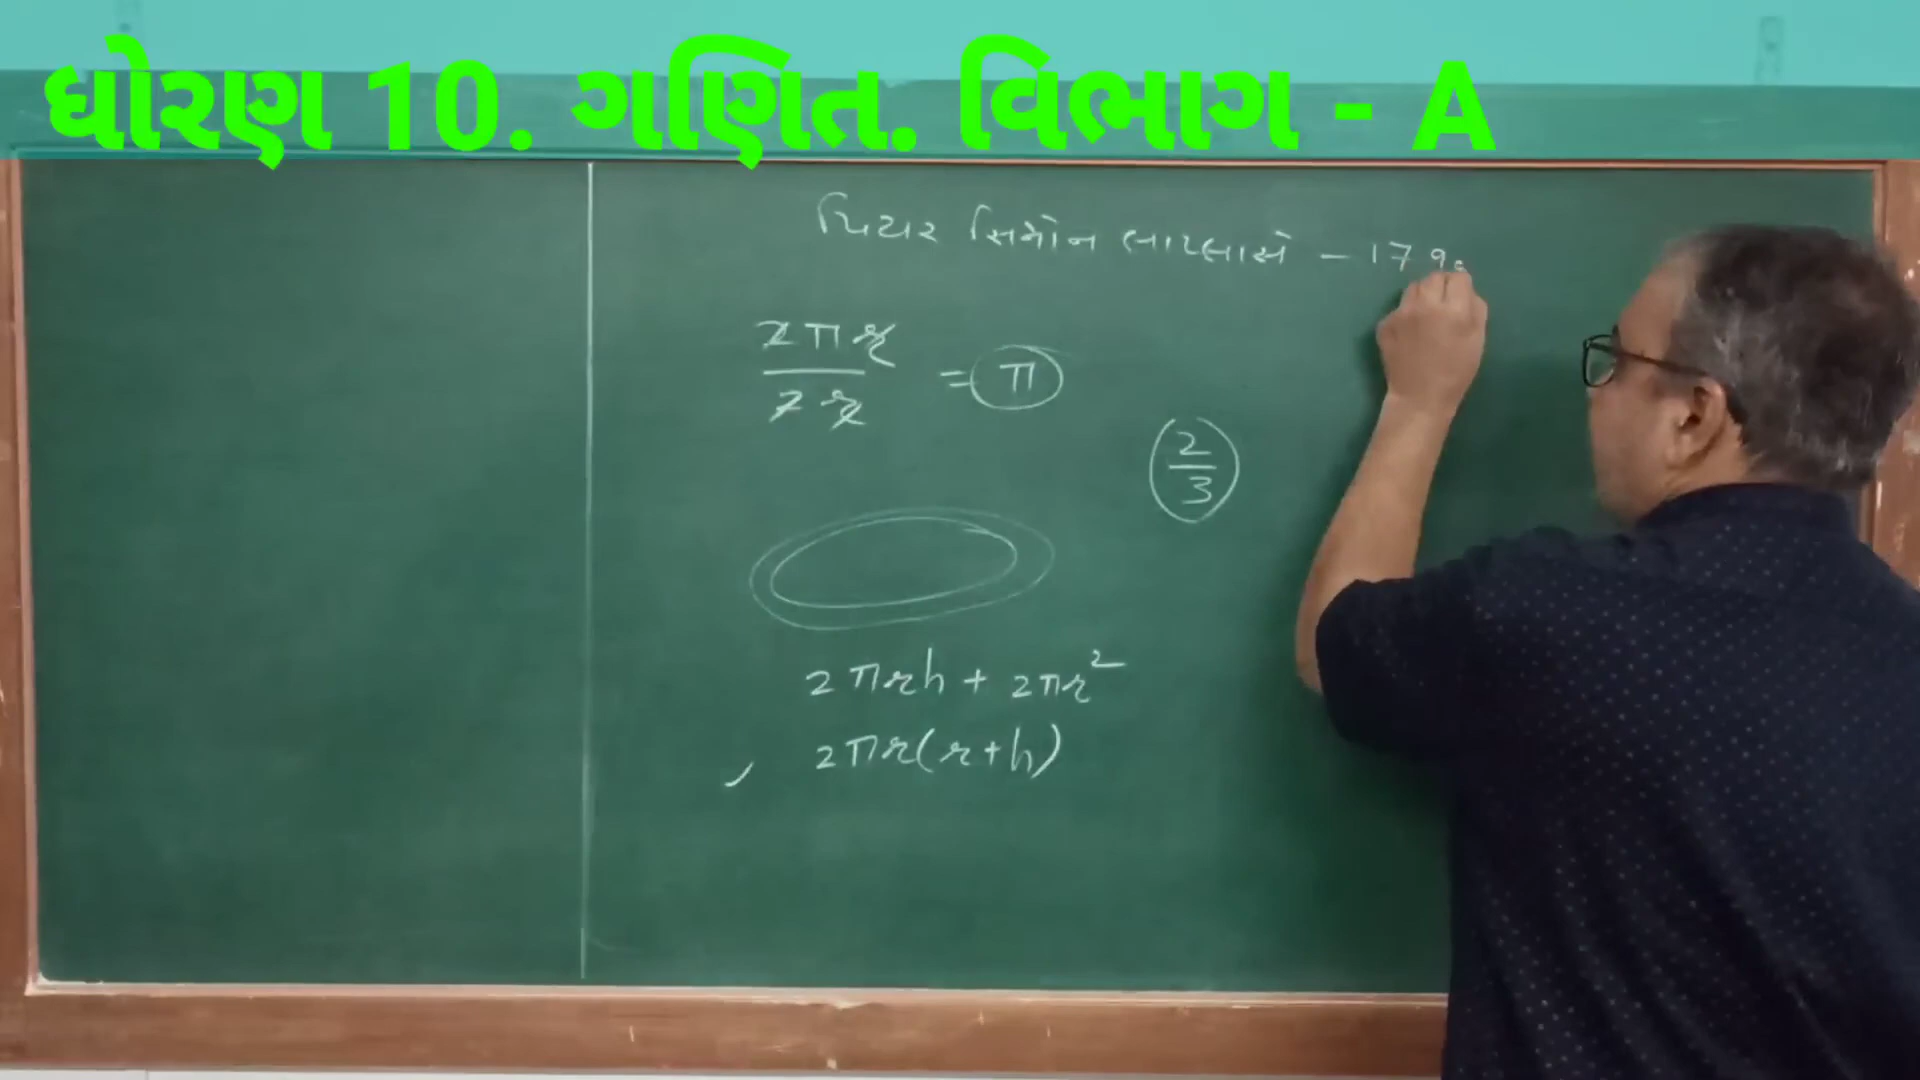 ધોરણ 10. ગણિત. વિભાગ - A
પિયર સિમોન લાપ્લાસે - 179
2πr
2r
= π
2
3
2πrh + 2πr²
2πr(r+h)